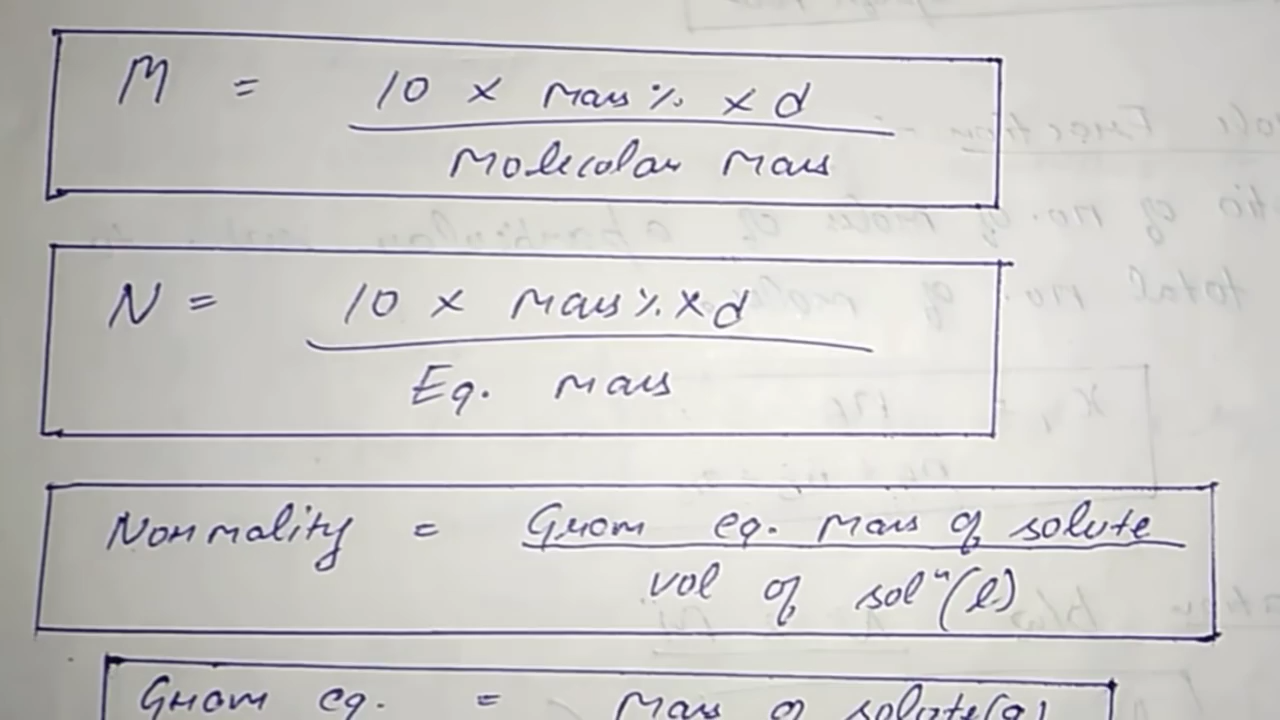 M = 10 x Mass % x d
Molecular Mass
N = 10 x Mass % x d
Eq. Mass
Normality = Gram eq. Mass of solute
vol of solⁿ (l)
Gram eq. = Mass of solute(g)